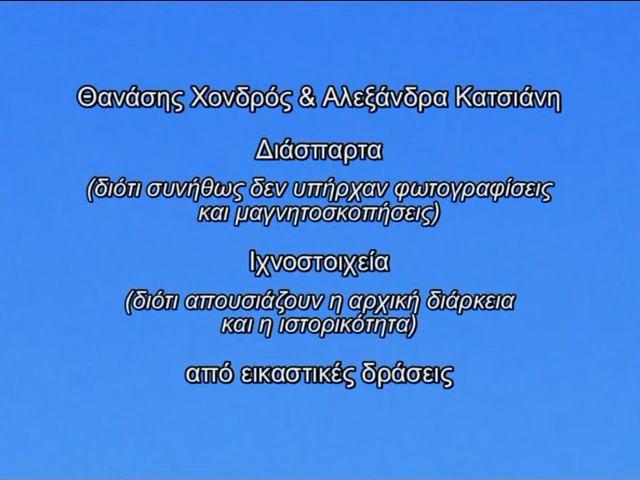 Θανάσης Χονδρός & Αλεξάνδρα Κατσιάνη
Διάσπαρτα
(διότι συνήθως δεν υπήρχαν φωτογραφίσεις
και μαγνητοσκοπήσεις)
Ιχνοστοιχεία
(διότι απουσιάζουν η αρχική διάρκεια
και η ιστορικότητα)
από εικαστικές δράσεις